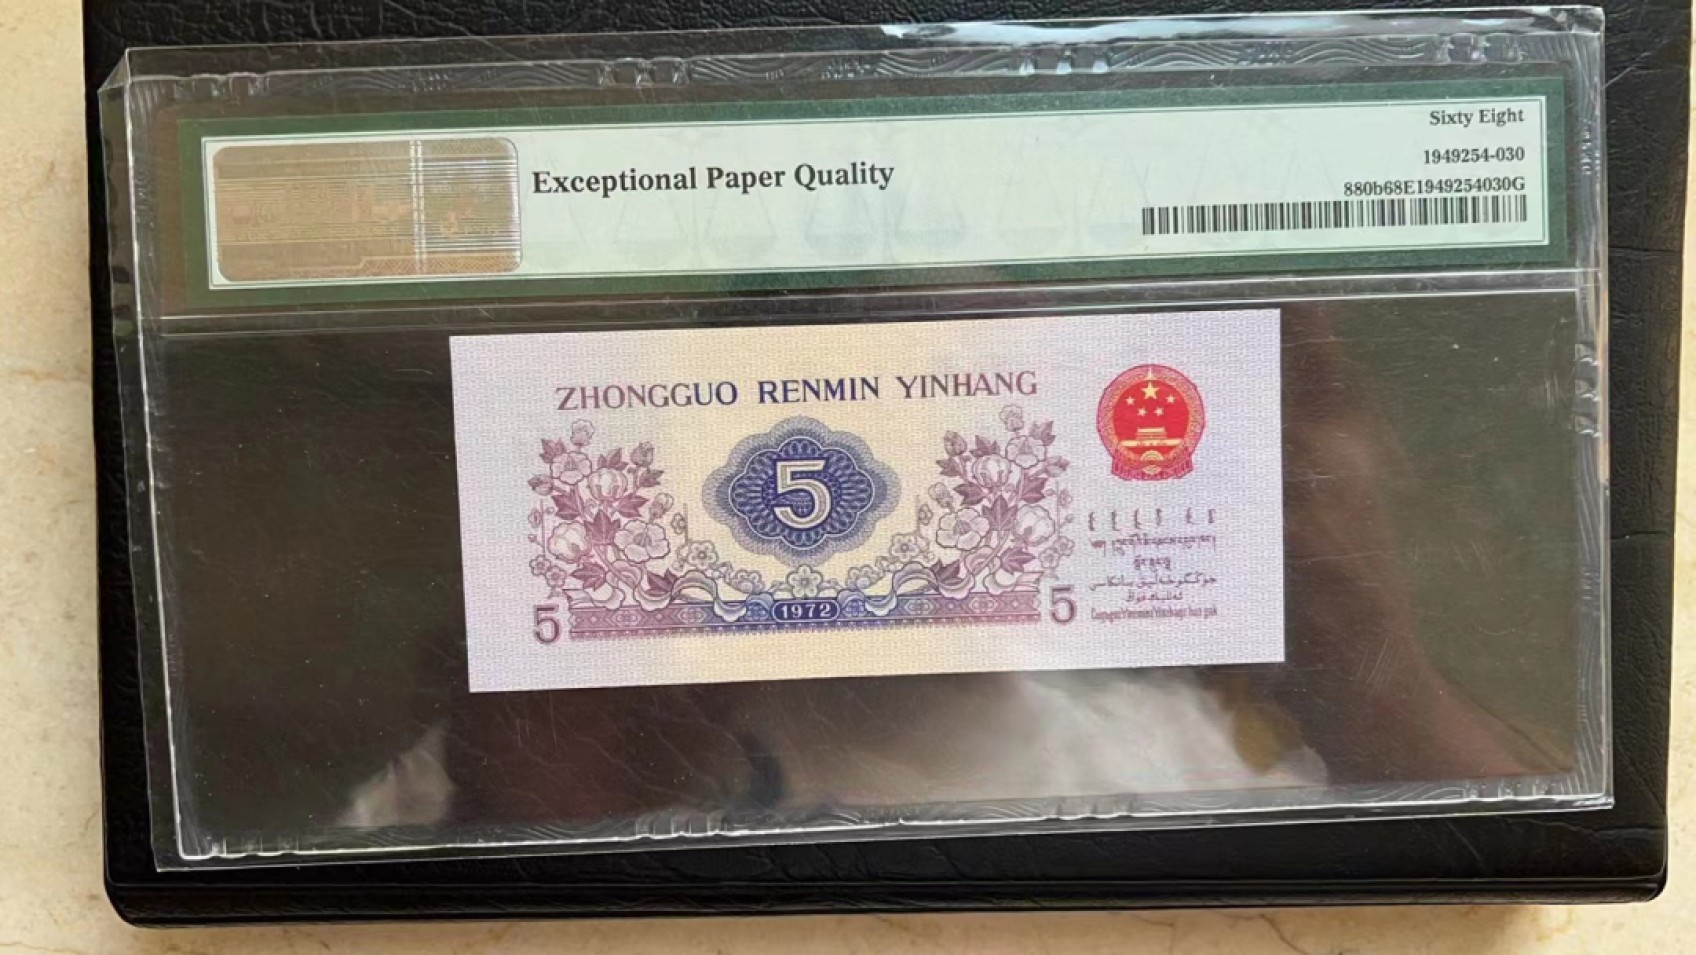 Sixty Eight
Exceptional Paper Quality
1949254-030
880b68E1949254030G
ZHONGGUO RENMIN YINHANG
5
5
1972
5